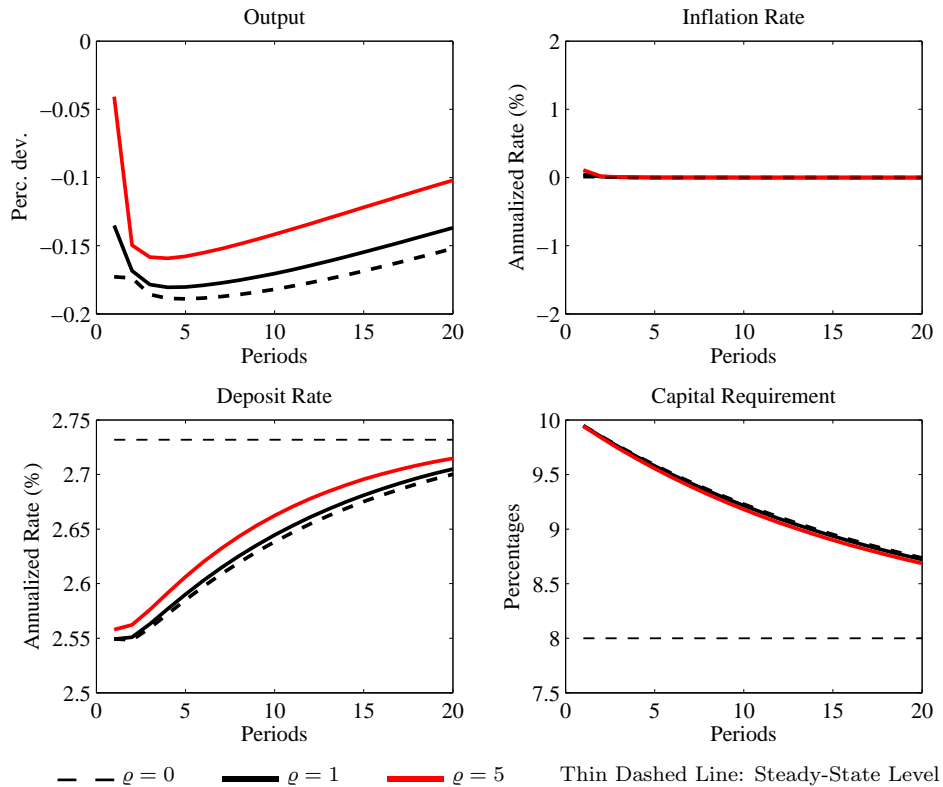 Output
0
−0.05
−0.1
−0.15
−0.2
Perc. dev.
0 5 10 15 20
Periods
Inflation Rate
2
1
0
−1
−2
Annualized Rate (%)
0 5 10 15 20
Periods
Deposit Rate
2.75
2.7
2.65
2.6
2.55
2.5
Annualized Rate (%)
0 5 10 15 20
Periods
Capital Requirement
10
9.5
9
8.5
8
7.5
Percentages
0 5 10 15 20
Periods
ϱ = 0 ϱ = 1 ϱ = 5 Thin Dashed Line: Steady-State Level